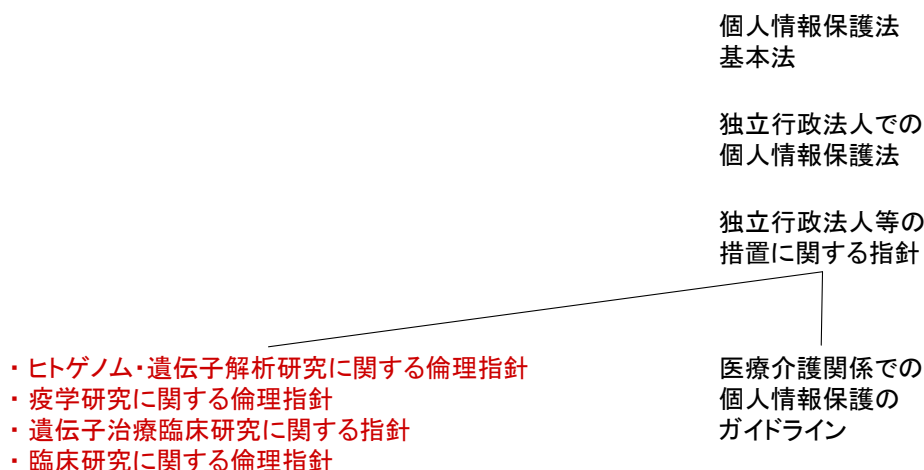 個人情報保護法
基本法
独立行政法人での
個人情報保護法
独立行政法人等の
措置に関する指針
・ヒトゲノム・遺伝子解析研究に関する倫理指針
・疫学研究に関する倫理指針
・遺伝子治療臨床研究に関する指針
・臨床研究に関する倫理指針
医療介護関係での
個人情報保護の
ガイドライン